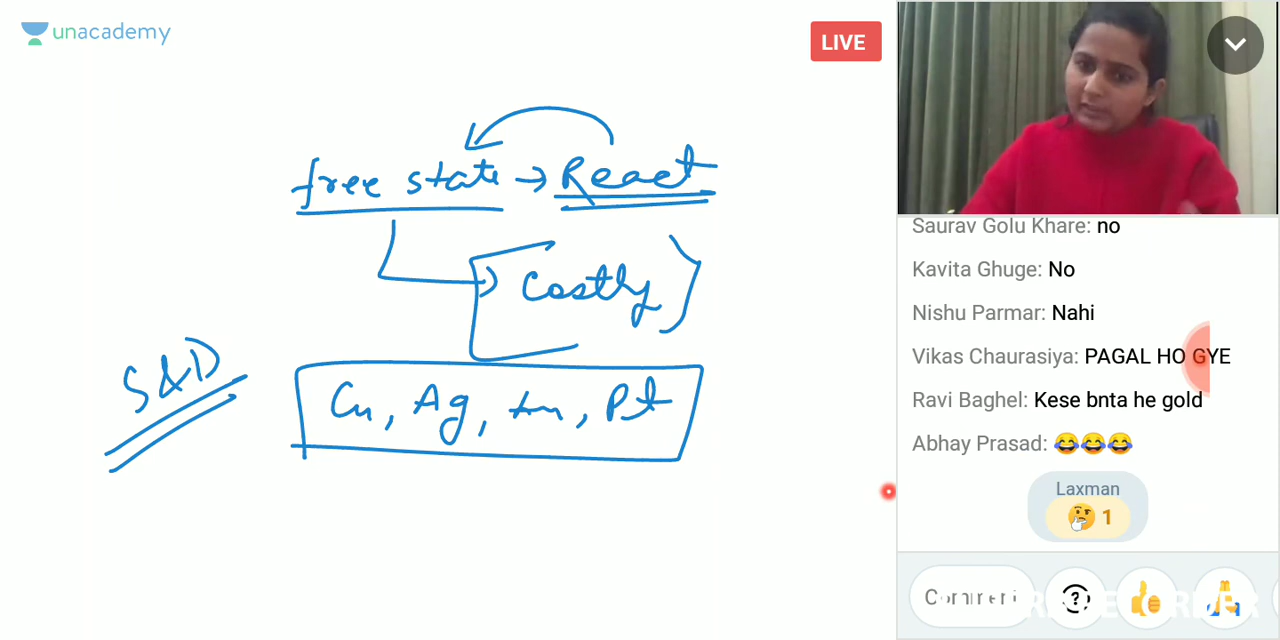 unacademy
LIVE
free state → React
Costly
S&D
Cu, Ag, Au, Pt
Saurav Golu Khare: no
Kavita Ghuge: No
Nishu Parmar: Nahi
Vikas Chaurasiya: PAGAL HO GYE
Ravi Baghel: Kese bnta he gold
Abhay Prasad: 😂😂😂
Laxman
🤔 1